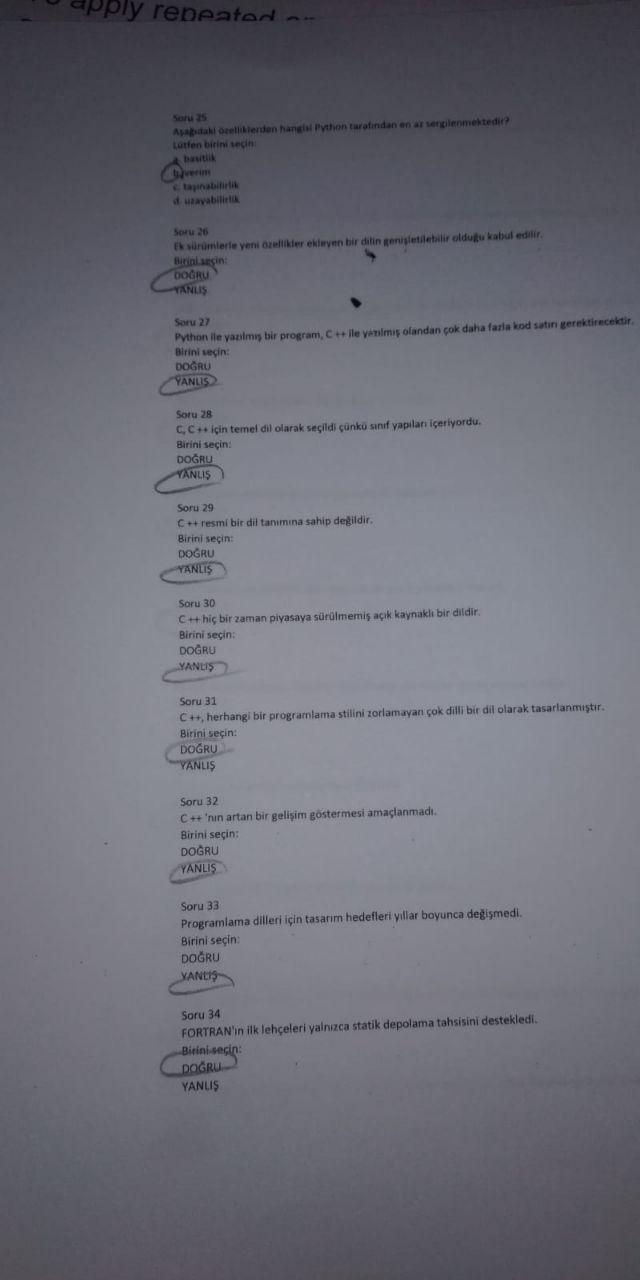 apply repeated
Soru 25
Aşağıdaki özelliklerden hangisi Python tarafından en az sergilenmektedir?
Lütfen birini seçin:
a. basitlik
b. verim
c. taşınabilirlik
d. uzayabilirlik
Soru 26
Ek sürümlerle yeni özellikler ekleyen bir dilin genişletilebilir olduğu kabul edilir.
Birini seçin:
DOĞRU
YANLIŞ
Soru 27
Python ile yazılmış bir program, C ++ ile yazılmış olandan çok daha fazla kod satırı gerektirecektir.
Birini seçin:
DOĞRU
YANLIŞ
Soru 28
C, C ++ için temel dil olarak seçildi çünkü sınıf yapıları içeriyordu.
Birini seçin:
DOĞRU
YANLIŞ
Soru 29
C ++ resmi bir dil tanımına sahip değildir.
Birini seçin:
DOĞRU
YANLIŞ
Soru 30
C ++ hiç bir zaman piyasaya sürülmemiş açık kaynaklı bir dildir.
Birini seçin:
DOĞRU
YANLIŞ
Soru 31
C ++, herhangi bir programlama stilini zorlamayan çok dilli bir dil olarak tasarlanmıştır.
Birini seçin:
DOĞRU
YANLIŞ
Soru 32
C ++ 'nın artan bir gelişim göstermesi amaçlanmadı.
Birini seçin:
DOĞRU
YANLIŞ
Soru 33
Programlama dilleri için tasarım hedefleri yıllar boyunca değişmedi.
Birini seçin:
DOĞRU
YANLIŞ
Soru 34
FORTRAN'ın ilk lehçeleri yalnızca statik depolama tahsisini destekledi.
Birini seçin:
DOĞRU
YANLIŞ